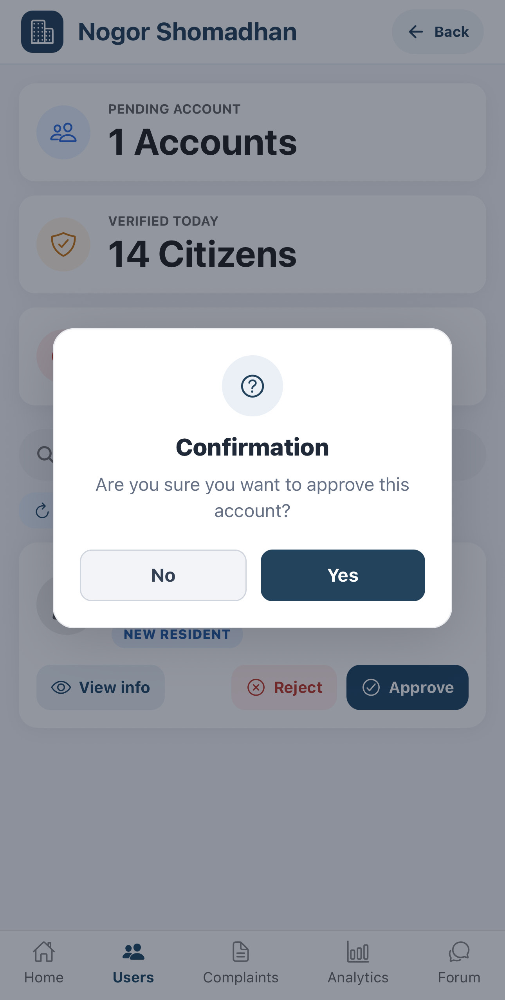 Nogor Shomadhan
Back
PENDING ACCOUNT
1 Accounts
VERIFIED TODAY
14 Citizens
Confirmation
Are you sure you want to approve this
account?
No
Yes
NEW RESIDENT
View info
Reject
Approve
Home
Users
Complaints
Analytics
Forum